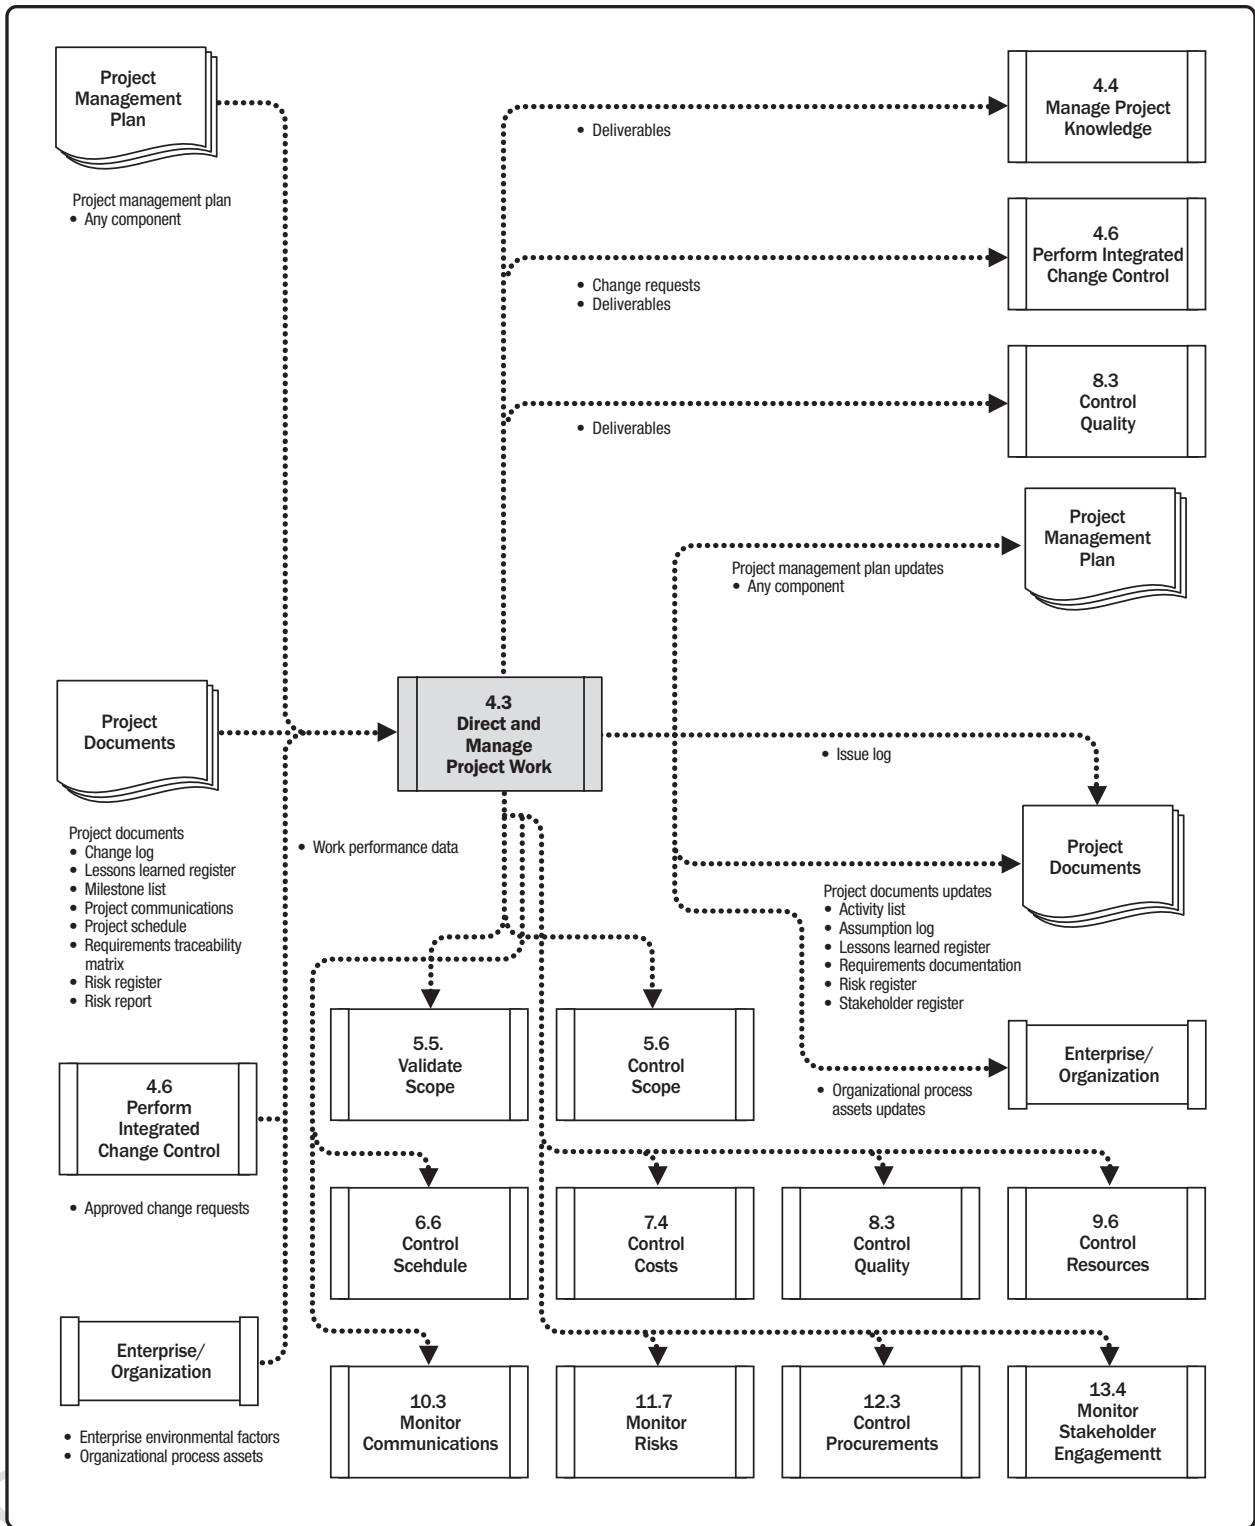 Project
Management
Plan
Project management plan
• Any component
4.4
Manage Project
Knowledge
• Deliverables
4.6
Perform Integrated
Change Control
• Change requests
• Deliverables
8.3
Control
Quality
• Deliverables
Project
Management
Plan
Project management plan updates
• Any component
Project
Documents
4.3
Direct and
Manage
Project Work
• Issue log
Project documents
• Change log
• Lessons learned register
• Milestone list
• Project communications
• Project schedule
• Requirements traceability
matrix
• Risk register
• Risk report
• Work performance data
Project
Documents
Project documents updates
• Activity list
• Assumption log
• Lessons learned register
• Requirements documentation
• Risk register
• Stakeholder register
5.5.
Validate
Scope
5.6
Control
Scope
Enterprise/
Organization
• Organizational process
assets updates
4.6
Perform
Integrated
Change Control
• Approved change requests
6.6
Control
Scehdule
7.4
Control
Costs
8.3
Control
Quality
9.6
Control
Resources
Enterprise/
Organization
• Enterprise environmental factors
• Organizational process assets
10.3
Monitor
Communications
11.7
Monitor
Risks
12.3
Control
Procurements
13.4
Monitor
Stakeholder
Engagementt